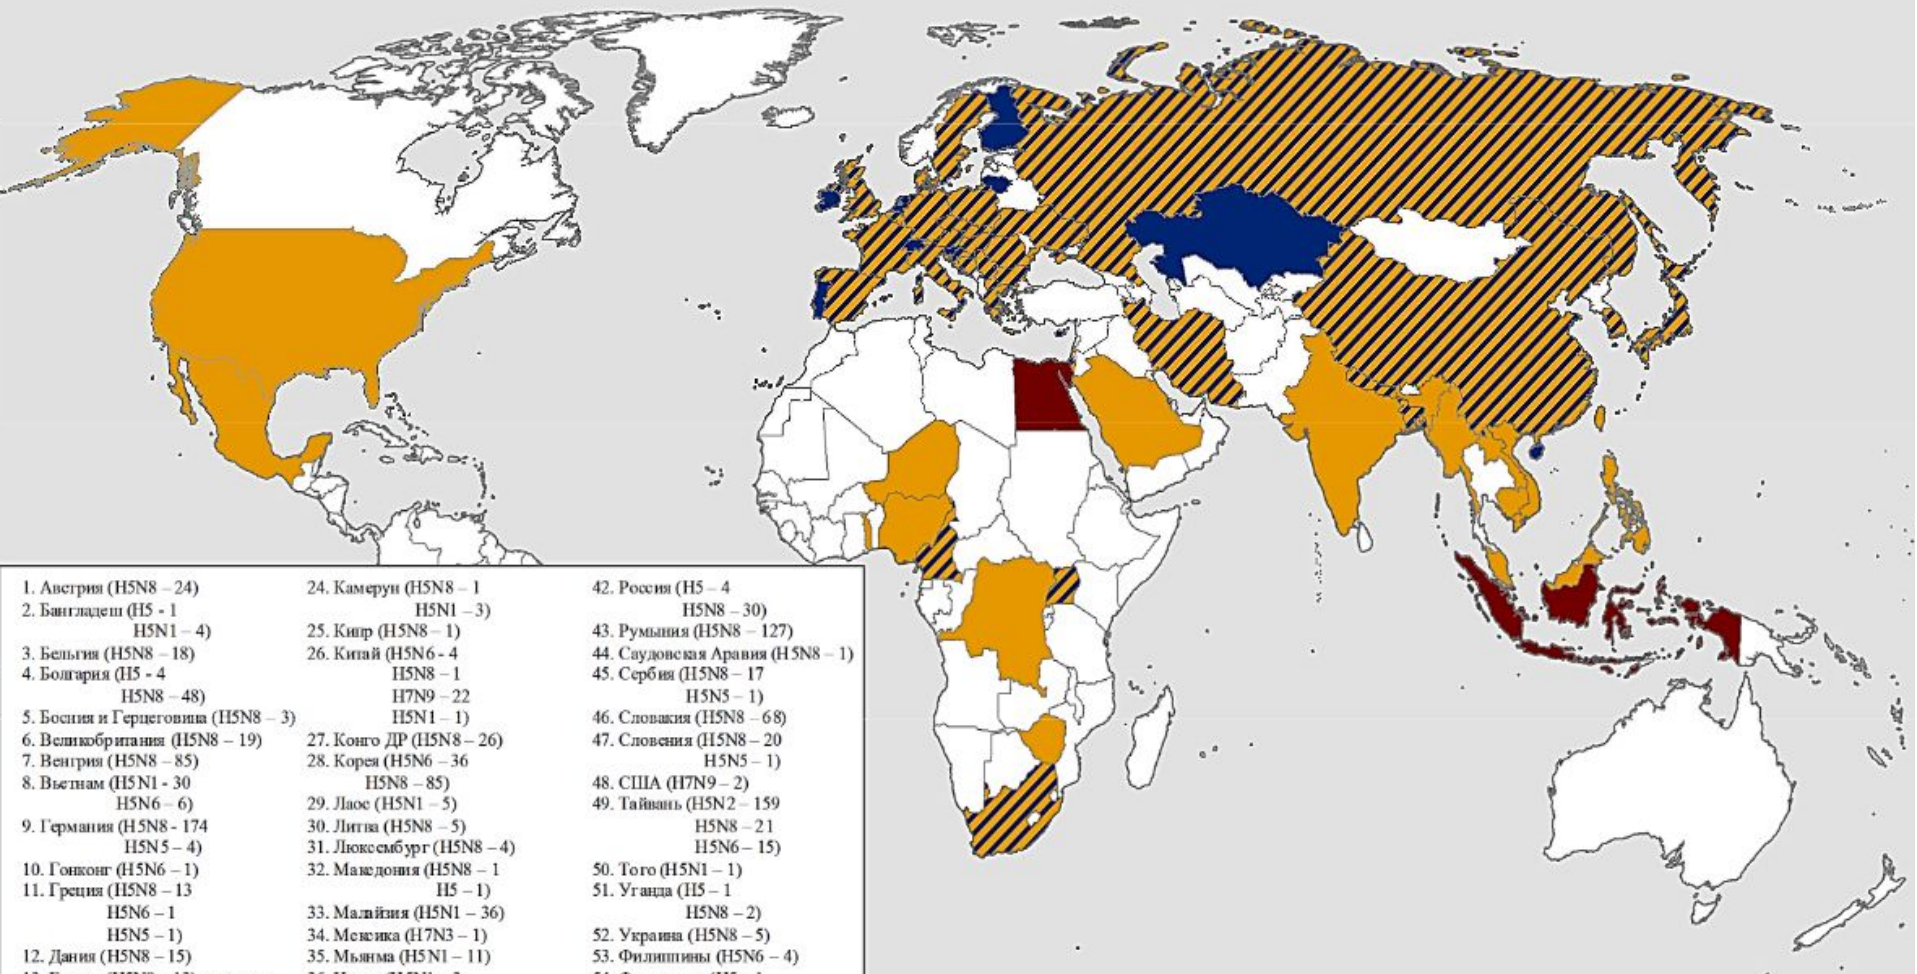 1. Австрия (H5N8 – 24)
2. Бангладеш (H5 - 1
H5N1 – 4)
3. Бельгия (H5N8 – 18)
4. Болгария (H5 - 4
H5N8 – 48)
5. Босния и Герцеговина (H5N8 – 3)
6. Великобритания (H5N8 – 19)
7. Венгрия (H5N8 – 85)
8. Вьетнам (H5N1 - 30
H5N6 – 6)
9. Германия (H5N8 - 174
H5N5 – 4)
10. Гонконг (H5N6 – 1)
11. Греция (H5N8 – 13
H5N6 – 1
H5N5 – 1)
12. Дания (H5N8 – 15)
24. Камерун (H5N8 – 1
H5N1 – 3)
25. Кипр (H5N8 – 1)
26. Китай (H5N6 - 4
H5N8 – 1
H7N9 – 22
H5N1 – 1)
27. Конго ДР (H5N8 – 26)
28. Корея (H5N6 – 36
H5N8 – 85)
29. Лаос (H5N1 – 5)
30. Литва (H5N8 – 5)
31. Люксембург (H5N8 – 4)
32. Македония (H5N8 – 1
H5 – 1)
33. Малайзия (H5N1 – 36)
34. Мексика (H7N3 – 1)
35. Мьянма (H5N1 – 11)
42. Россия (H5 – 4
H5N8 – 30)
43. Румыния (H5N8 – 127)
44. Саудовская Аравия (H5N8 – 1)
45. Сербия (H5N8 – 17
H5N5 – 1)
46. Словакия (H5N8 – 68)
47. Словения (H5N8 – 20
H5N5 – 1)
48. США (H7N9 – 2)
49. Тайвань (H5N2 – 159
H5N8 – 21
H5N6 – 15)
50. Того (H5N1 – 1)
51. Уганда (H5 – 1
H5N8 – 2)
52. Украина (H5N8 – 5)
53. Филиппины (H5N6 – 4)